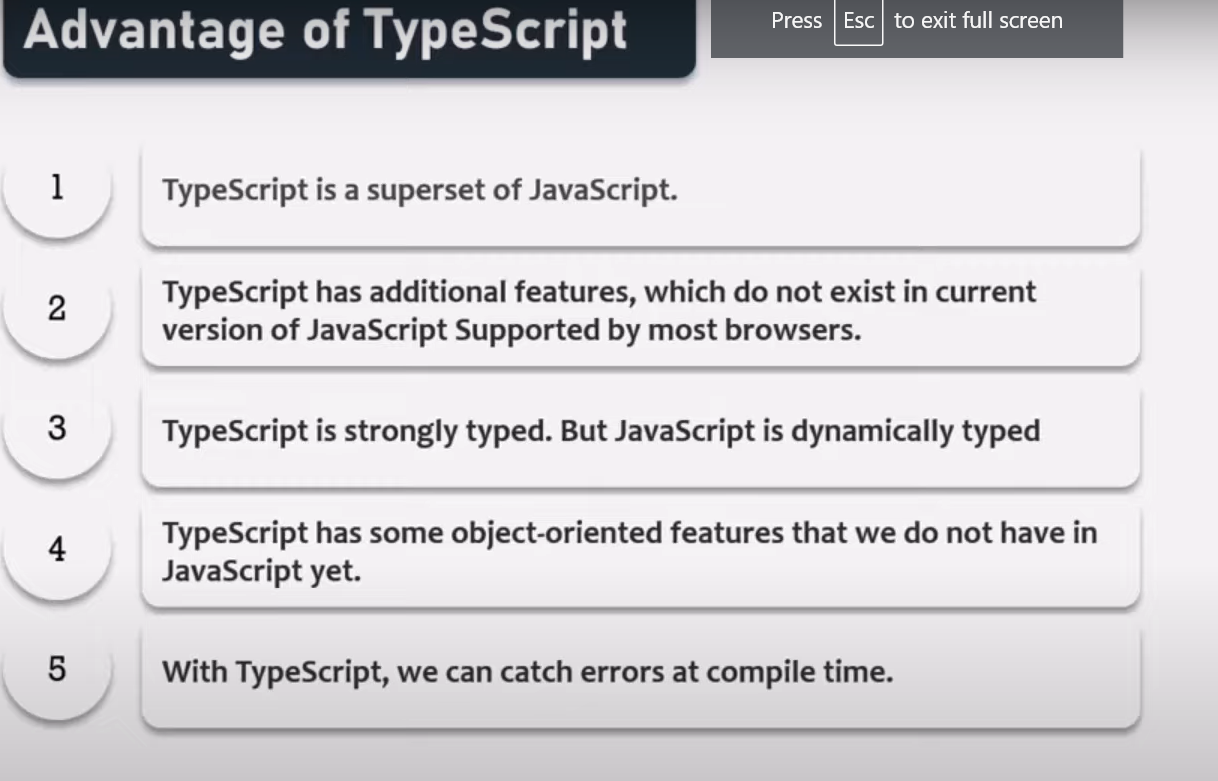 Advantage of TypeScript
Press Esc to exit full screen
1
TypeScript is a superset of JavaScript.
2
TypeScript has additional features, which do not exist in current
version of JavaScript Supported by most browsers.
3
TypeScript is strongly typed. But JavaScript is dynamically typed
4
TypeScript has some object-oriented features that we do not have in
JavaScript yet.
5
With TypeScript, we can catch errors at compile time.